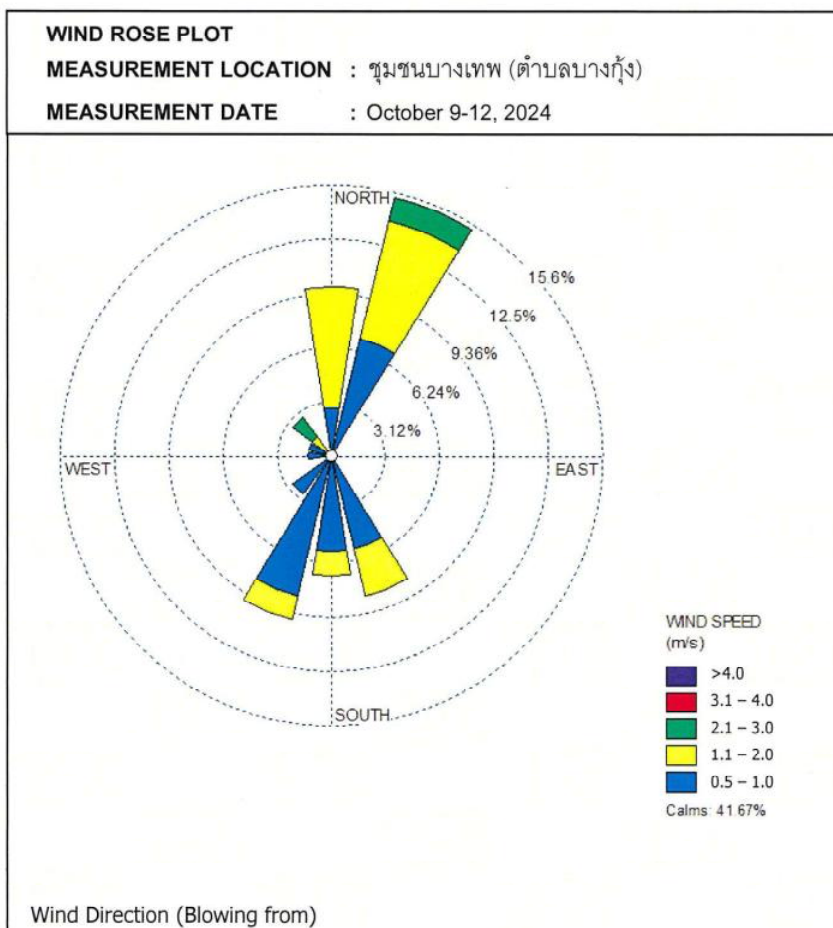 WIND ROSE PLOT
MEASUREMENT LOCATION : ชุมชนบางเทพ (ตำบลบางกุ้ง)
MEASUREMENT DATE : October 9-12, 2024
NORTH
15.6%
12.5%
9.36%
6.24%
3.12%
WEST
EAST
SOUTH
WIND SPEED
(m/s)
>4.0
3.1 – 4.0
2.1 – 3.0
1.1 – 2.0
0.5 – 1.0
Calms: 41.67%
Wind Direction (Blowing from)